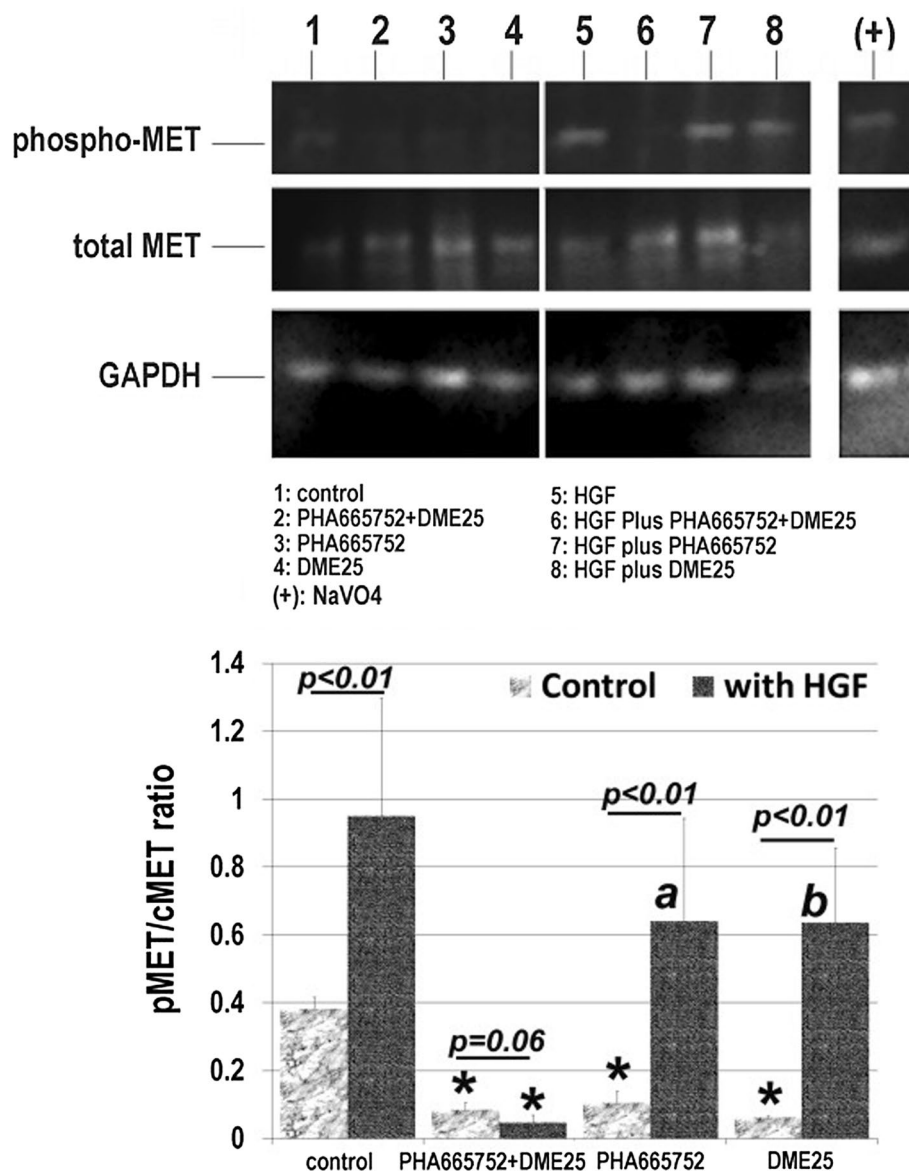 1 2 3 4 5 6 7 8 (+)
phospho-MET
total MET
GAPDH
1: control
2: PHA665752+DME25
3: PHA665752
4: DME25
(+): NaVO4
5: HGF
6: HGF Plus PHA665752+DME25
7: HGF plus PHA665752
8: HGF plus DME25
1.4
1.2
1
0.8
0.6
0.4
0.2
0
pMET/cMET ratio
Control with HGF
p<0.01
p=0.06
p<0.01
p<0.01
* * * a * b
control PHA665752+DME25 PHA665752 DME25